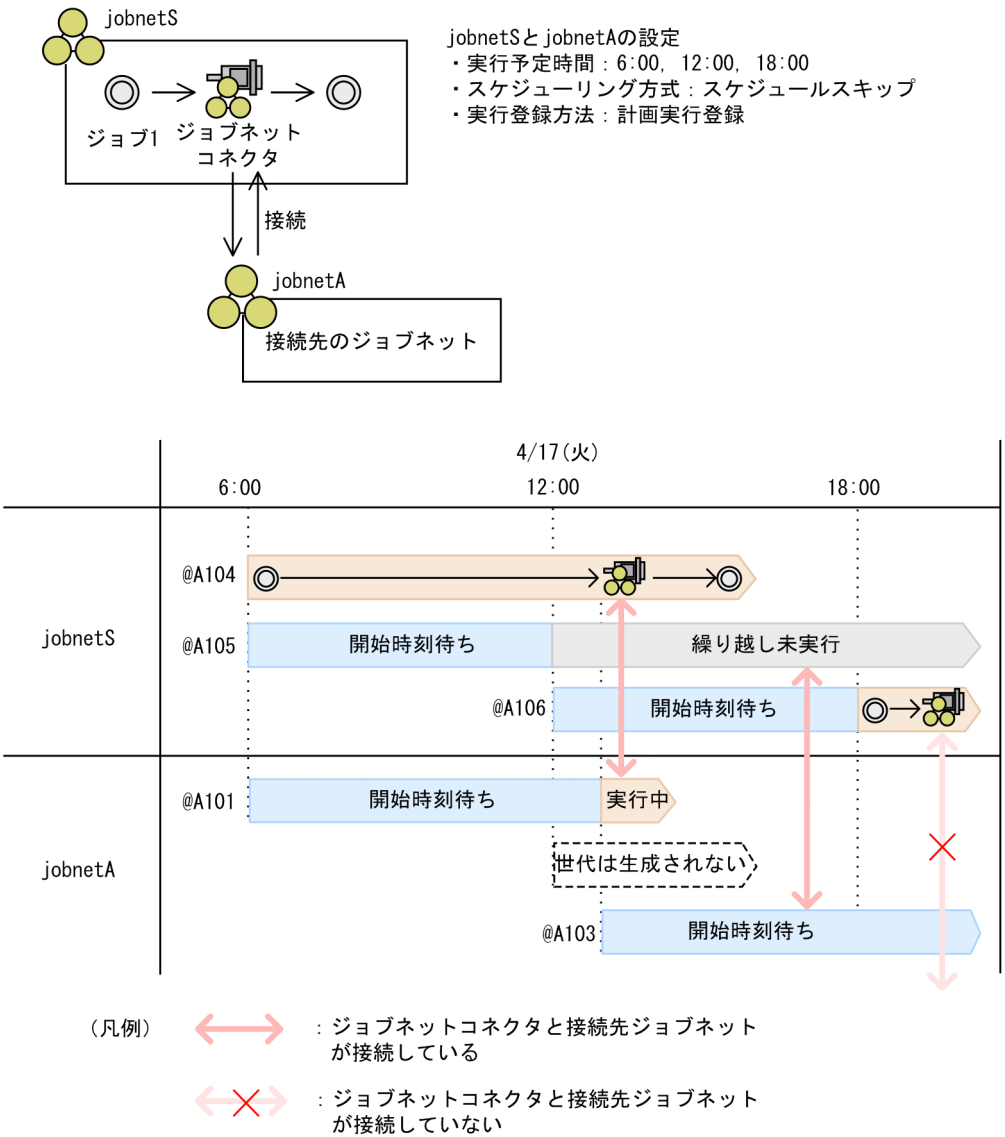 jobnetS
jobnetSとjobnetAの設定
・実行予定時間：6:00, 12:00, 18:00
・スケジューリング方式：スケジュールスキップ
・実行登録方法：計画実行登録
ジョブ1
ジョブネット
コネクタ
接続
jobnetA
接続先のジョブネット
4/17(火)
6:00
12:00
18:00
jobnetS
@A104
@A105
開始時刻待ち
繰り越し未実行
@A106
開始時刻待ち
jobnetA
@A101
開始時刻待ち
実行中
世代は生成されない
@A103
開始時刻待ち
（凡例）
：ジョブネットコネクタと接続先ジョブネット
が接続している
：ジョブネットコネクタと接続先ジョブネット
が接続していない